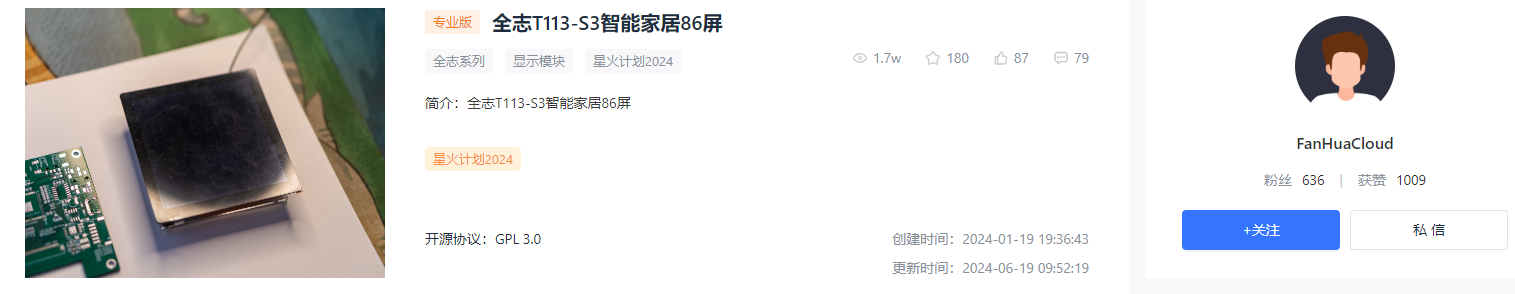 专业版 全志T113-S3智能家居86屏
全志系列 显示模块 星火计划2024 1.7w 180 87 79
简介：全志T113-S3智能家居86屏
星火计划2024
开源协议：GPL 3.0
创建时间：2024-01-19 19:36:43
更新时间：2024-06-19 09:52:19
FanHuaCloud
粉丝 636 | 获赞 1009
+关注 私 信